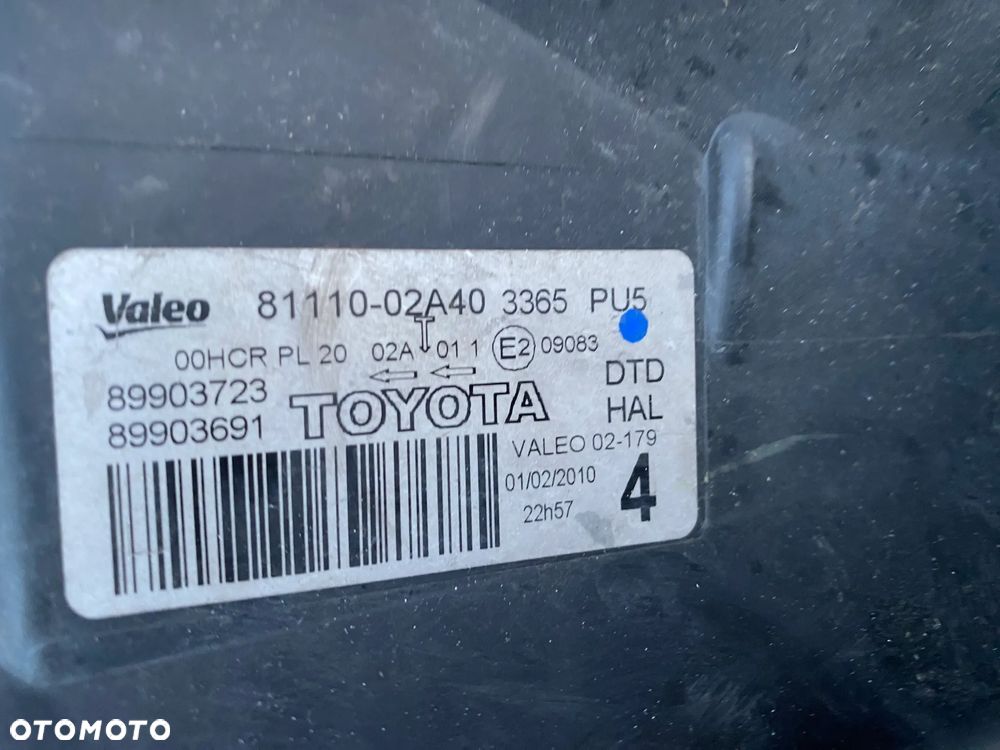 Valeo 81110-02A40 3365 PU5
00HCR PL 20 02A 01 1 E2 09083
89903723 TOYOTA DTD
89903691 HAL
VALEO 02-179
01/02/2010 4
22h57
OTOMOTO